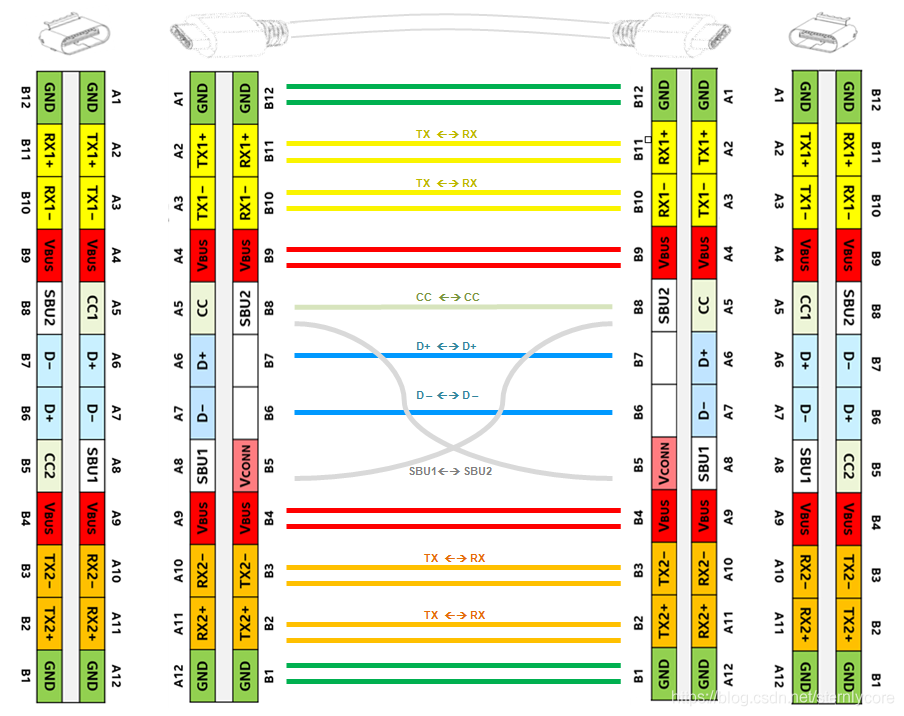 B12 GND GND A1 A1 GND GND B12 B12 GND GND A1 A1 GND GND B12
B11 RX1+ TX1+ A2 A2 TX1+ RX1+ B11 TX <-> RX B11 RX1+ TX1+ A2 A2 TX1+ RX1+ B11
B10 RX1− TX1− A3 A3 TX1− RX1− B10 TX <-> RX B10 RX1− TX1− A3 A3 TX1− RX1− B10
B9 VBUS VBUS A4 A4 VBUS VBUS B9 B9 VBUS VBUS A4 A4 VBUS VBUS B9
B8 SBU2 CC1 A5 A5 CC SBU2 B8 CC <-> CC B8 SBU2 CC A5 A5 CC1 SBU2 B8
B7 D− D+ A6 A6 D+ B7 D+ <-> D+ B7 D+ A6 A6 D+ D− B7
B6 D+ D− A7 A7 D− B6 D− <-> D− B6 D− A7 A7 D− D+ B6
B5 CC2 SBU1 A8 A8 SBU1 VCONN B5 SBU1<-> SBU2 B5 VCONN SBU1 A8 A8 SBU1 CC2 B5
B4 VBUS VBUS A9 A9 VBUS VBUS B4 B4 VBUS VBUS A9 A9 VBUS VBUS B4
B3 TX2− RX2− A10 A10 RX2− TX2− B3 TX <-> RX B3 TX2− RX2− A10 A10 RX2− TX2− B3
B2 TX2+ RX2+ A11 A11 RX2+ TX2+ B2 TX <-> RX B2 TX2+ RX2+ A11 A11 RX2+ TX2+ B2
B1 GND GND A12 A12 GND GND B1 B1 GND GND A12 A12 GND GND B1
https://blog.csdn.net/sternlycore